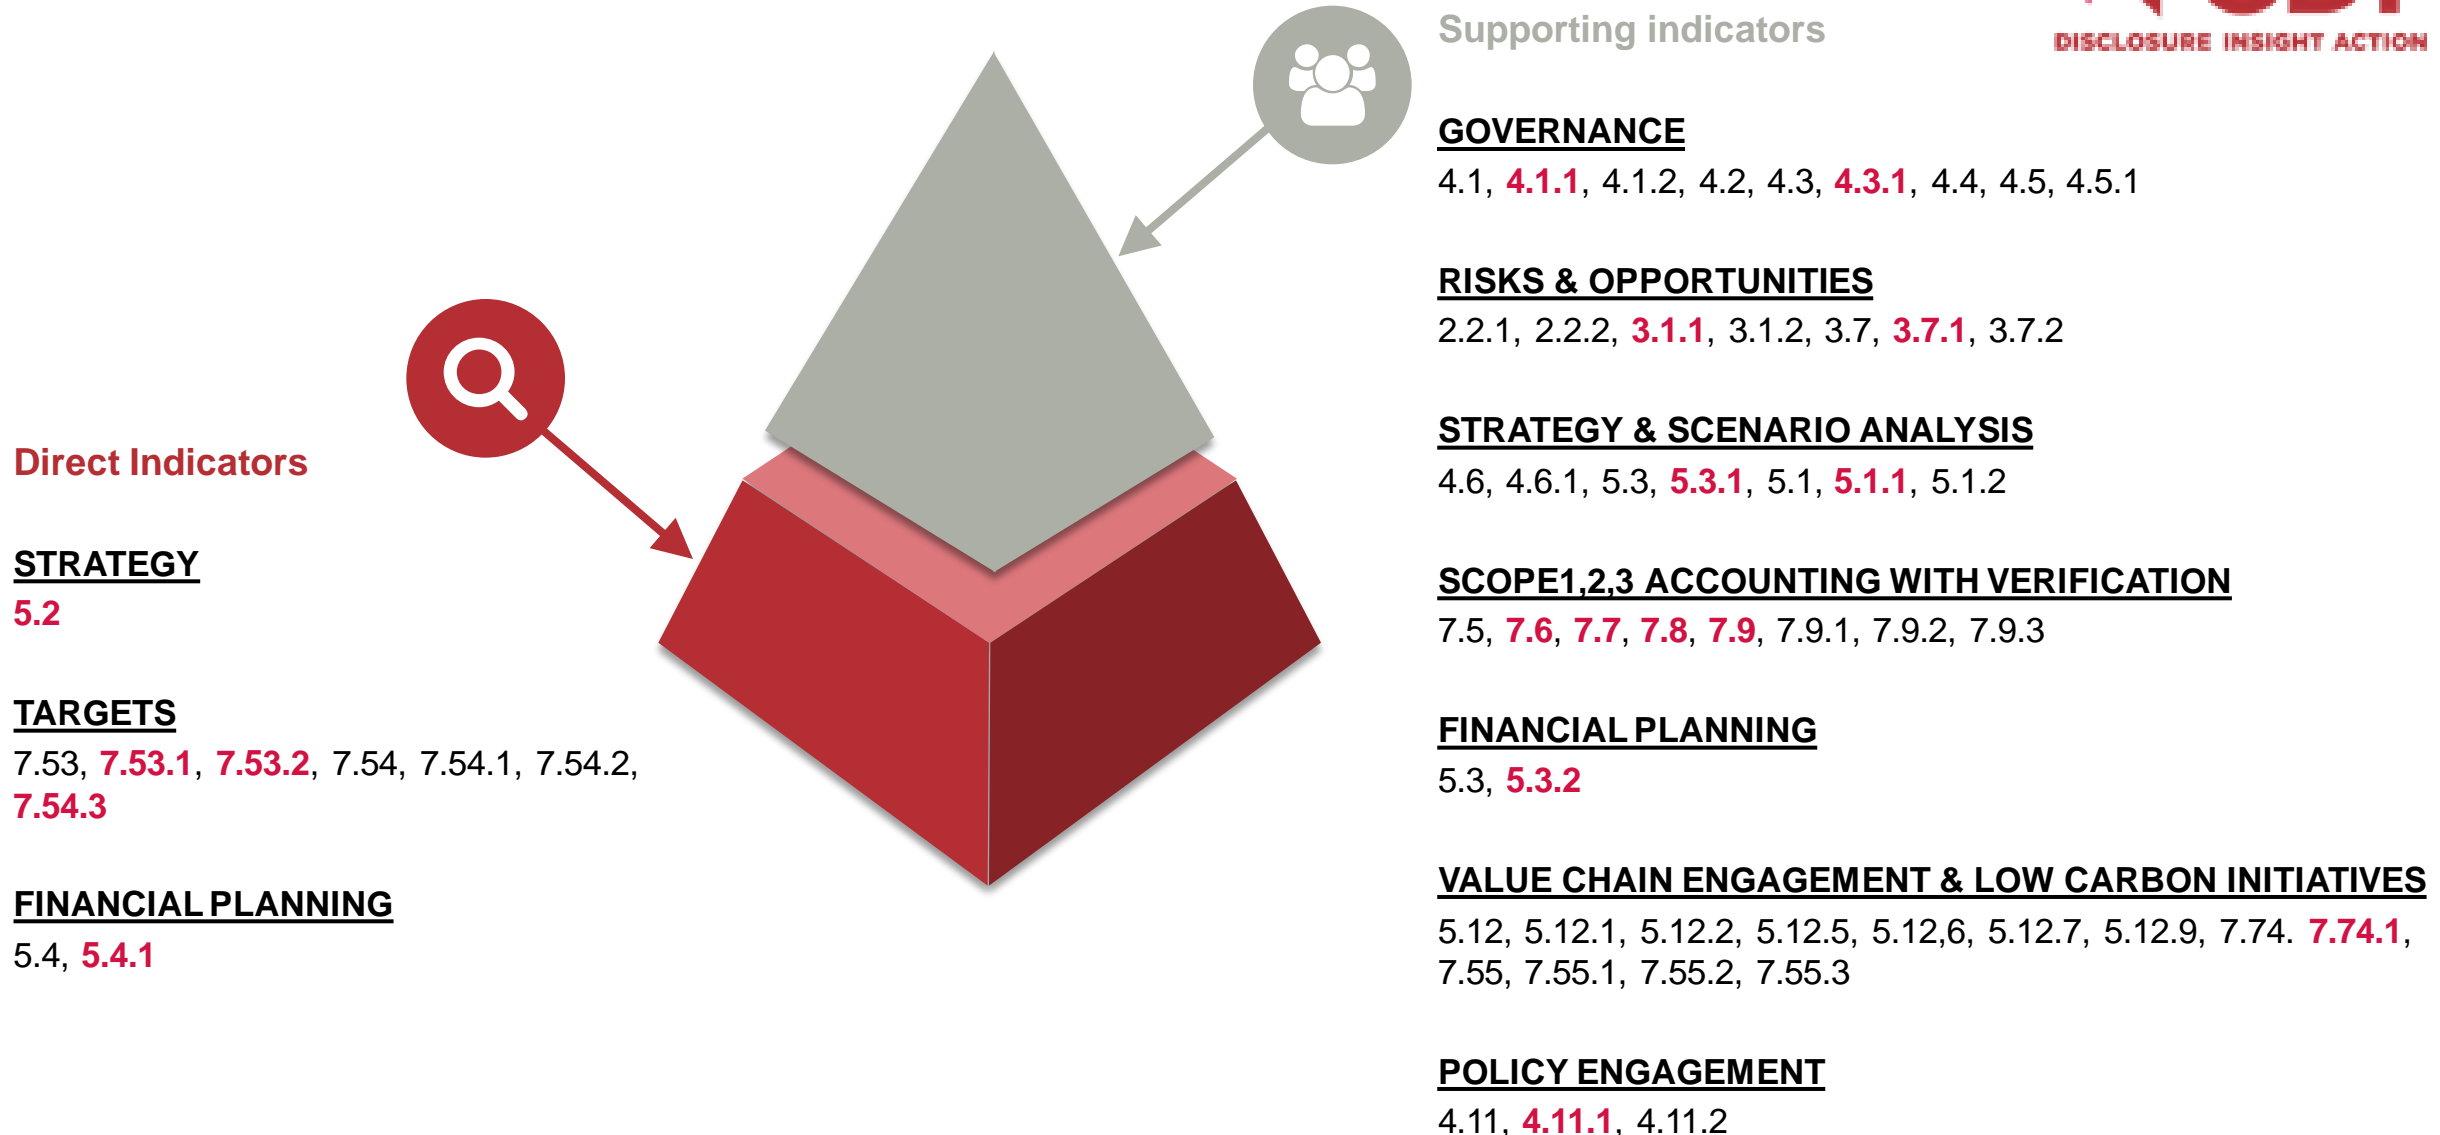 Supporting indicators
DISCLOSURE INSIGHT ACTION
GOVERNANCE
4.1, 4.1.1, 4.1.2, 4.2, 4.3, 4.3.1, 4.4, 4.5, 4.5.1
RISKS & OPPORTUNITIES
2.2.1, 2.2.2, 3.1.1, 3.1.2, 3.7, 3.7.1, 3.7.2
STRATEGY & SCENARIO ANALYSIS
4.6, 4.6.1, 5.3, 5.3.1, 5.1, 5.1.1, 5.1.2
SCOPE1,2,3 ACCOUNTING WITH VERIFICATION
7.5, 7.6, 7.7, 7.8, 7.9, 7.9.1, 7.9.2, 7.9.3
FINANCIAL PLANNING
5.3, 5.3.2
VALUE CHAIN ENGAGEMENT & LOW CARBON INITIATIVES
5.12, 5.12.1, 5.12.2, 5.12.5, 5.12,6, 5.12.7, 5.12.9, 7.74. 7.74.1,
7.55, 7.55.1, 7.55.2, 7.55.3
POLICY ENGAGEMENT
4.11, 4.11.1, 4.11.2
Direct Indicators
STRATEGY
5.2
TARGETS
7.53, 7.53.1, 7.53.2, 7.54, 7.54.1, 7.54.2,
7.54.3
FINANCIAL PLANNING
5.4, 5.4.1